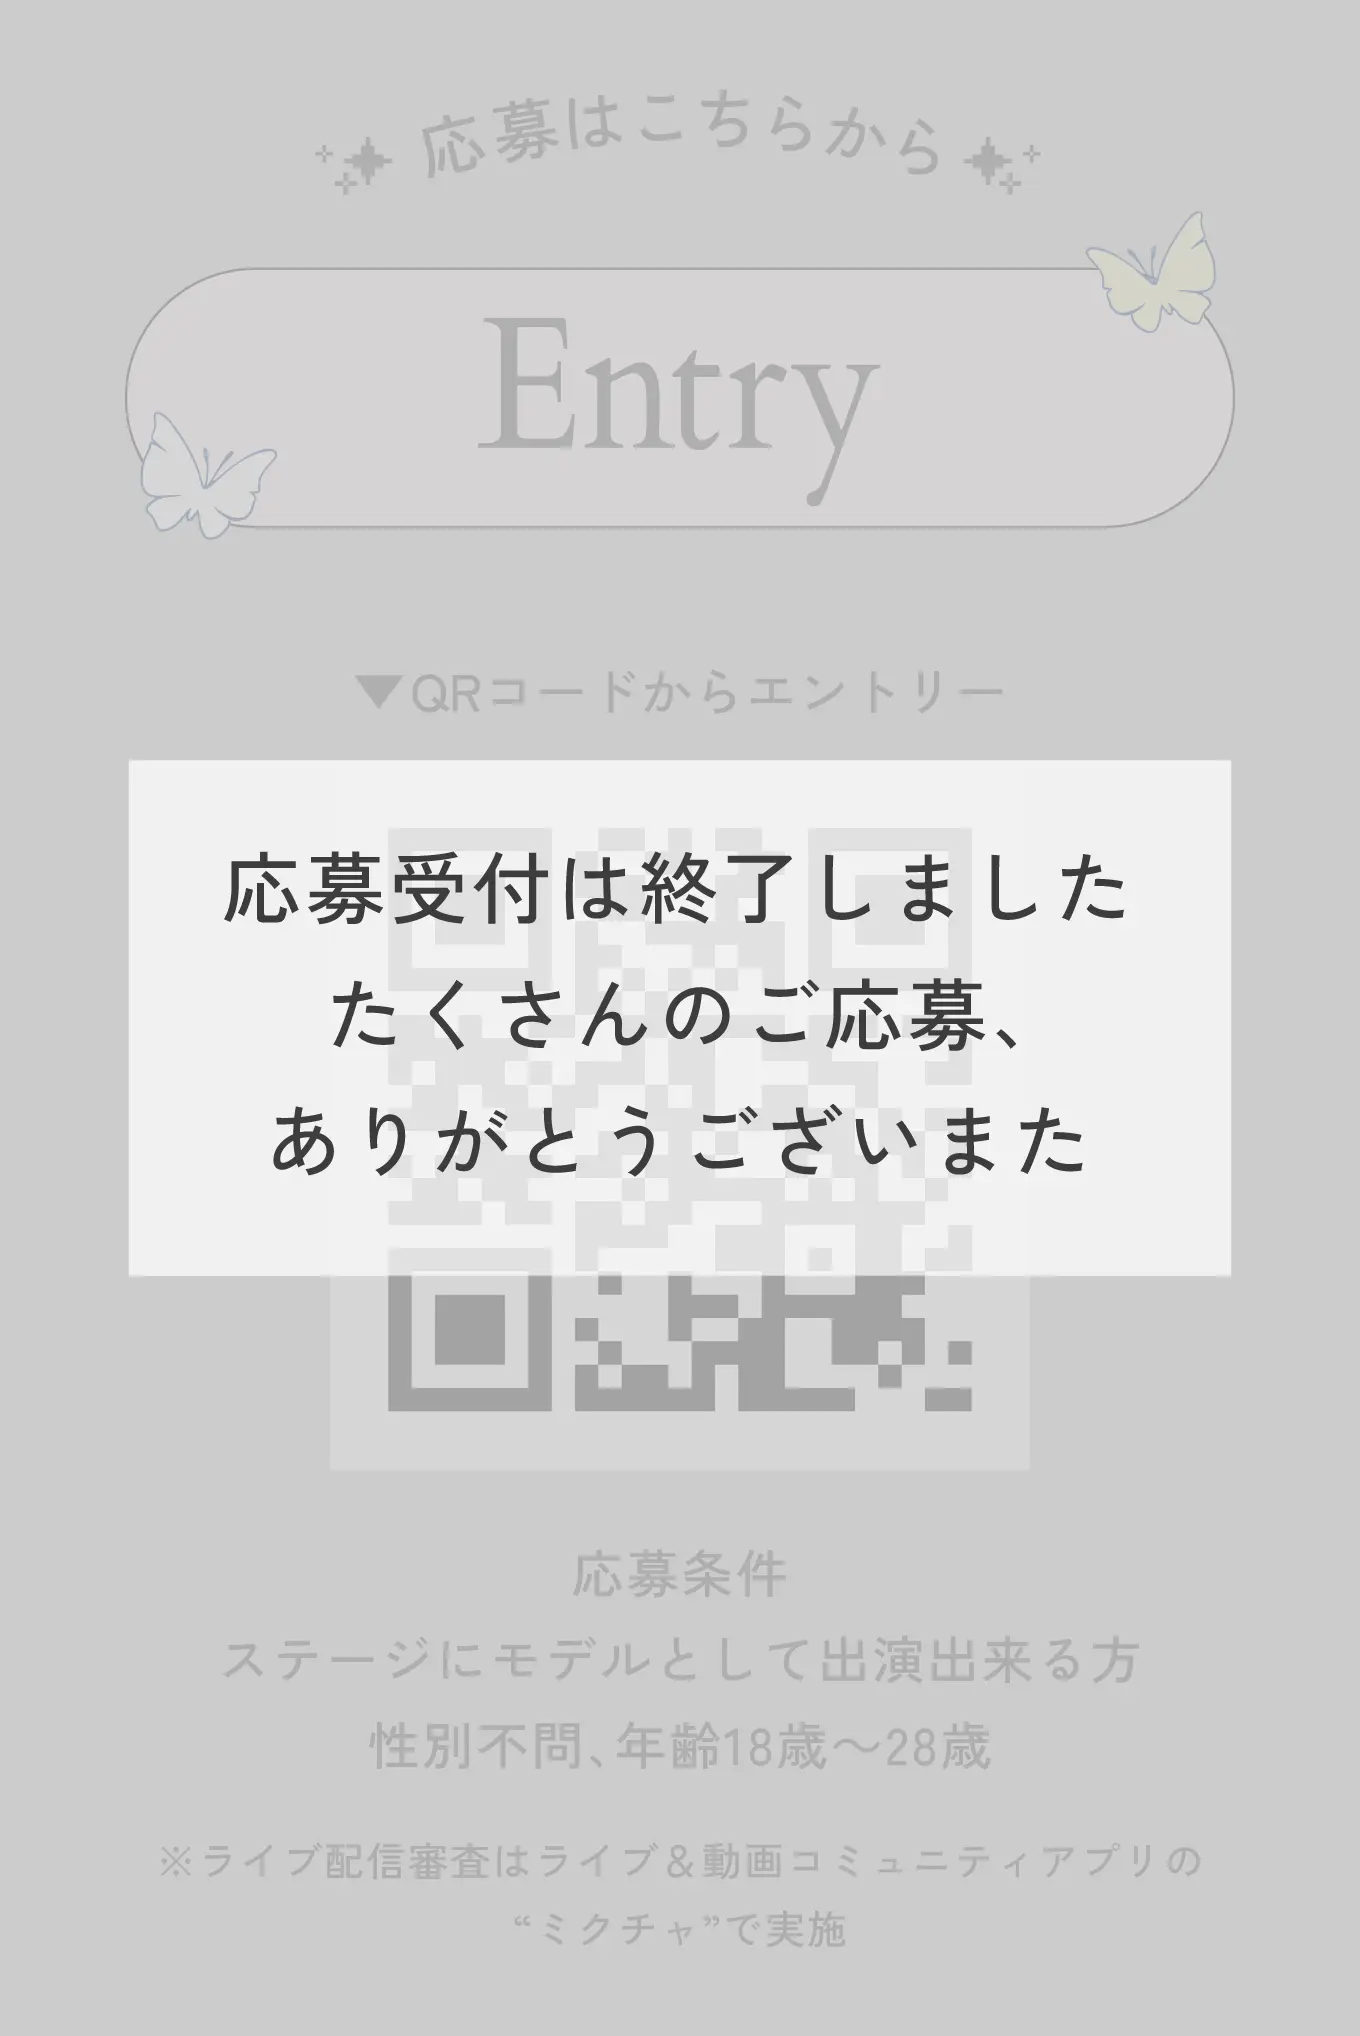 応募はこちらから
Entry
▼QRコードからエントリー
応募受付は終了しました
たくさんのご応募、
ありがとうございまた
応募条件
ステージにモデルとして出演出来る方
性別不問、年齢18歳〜28歳
※ライブ配信審査はライブ＆動画コミュニティアプリの
“ミクチャ”で実施